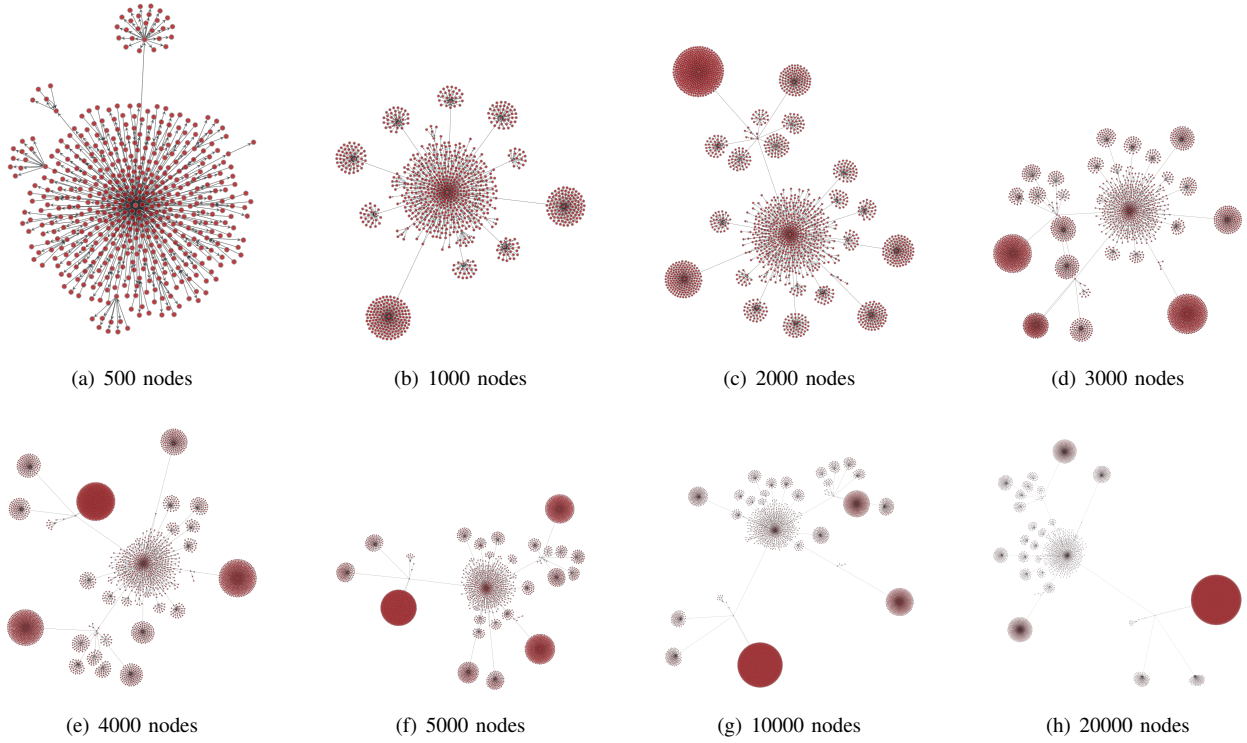 (a) 500 nodes
(b) 1000 nodes
(c) 2000 nodes
(d) 3000 nodes
(e) 4000 nodes
(f) 5000 nodes
(g) 10000 nodes
(h) 20000 nodes